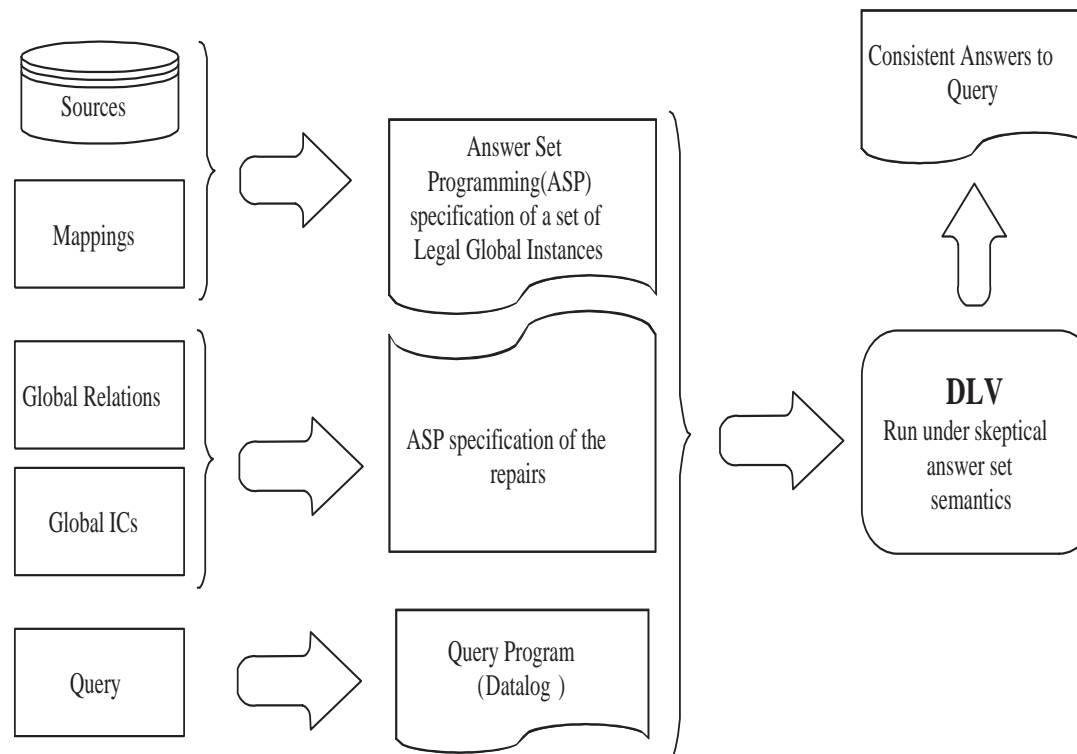 Sources
Mappings
Global Relations
Global ICs
Query
Answer Set
Programming(ASP)
specification of a set of
Legal Global Instances
ASP specification of the
repairs
Query Program
(Datalog )
DLV
Run under skeptical
answer set
semantics
Consistent Answers to
Query